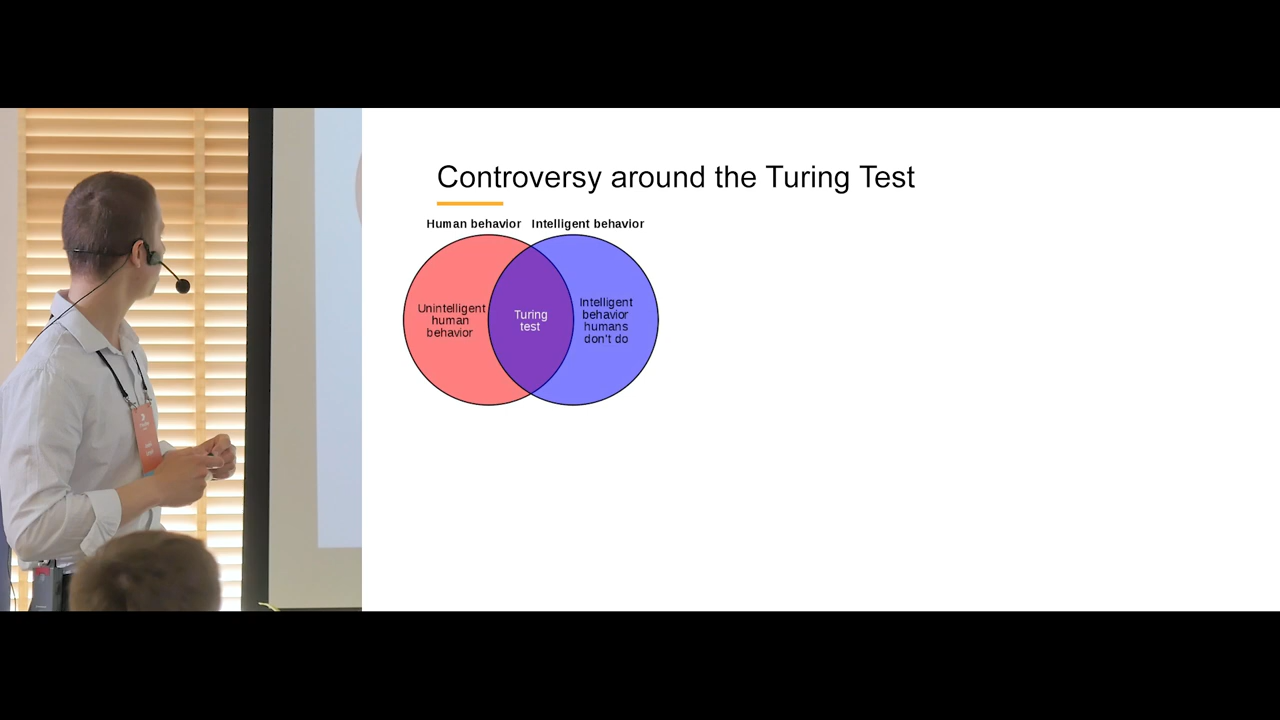 Controversy around the Turing Test
Human behavior
Intelligent behavior
Unintelligent
human
behavior
Turing
test
Intelligent
behavior
humans
don't do